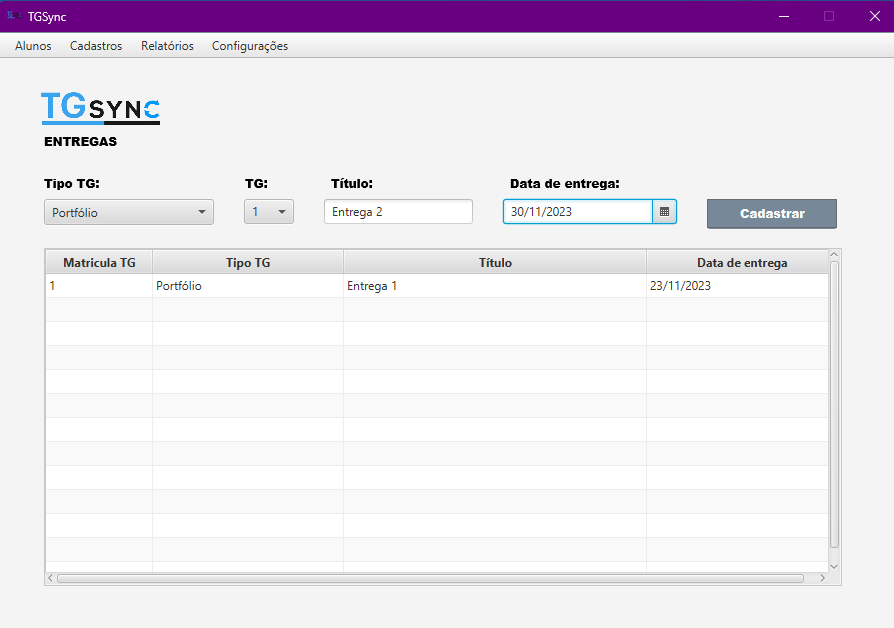 TGSync
Alunos Cadastros Relatórios Configurações
TGSYNC
ENTREGAS
Tipo TG: TG: Título: Data de entrega:
Portfólio 1 Entrega 2 30/11/2023 Cadastrar
Matricula TG Tipo TG Título Data de entrega
1 Portfólio Entrega 1 23/11/2023